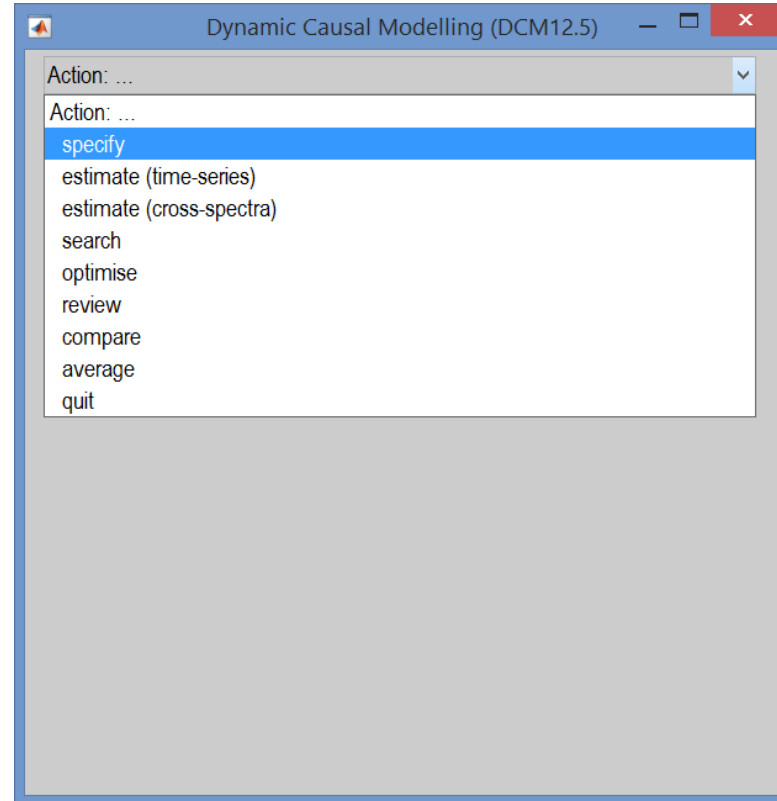 Dynamic Causal Modelling (DCM12.5)
Action: ...
Action: ...
specify
estimate (time-series)
estimate (cross-spectra)
search
optimise
review
compare
average
quit